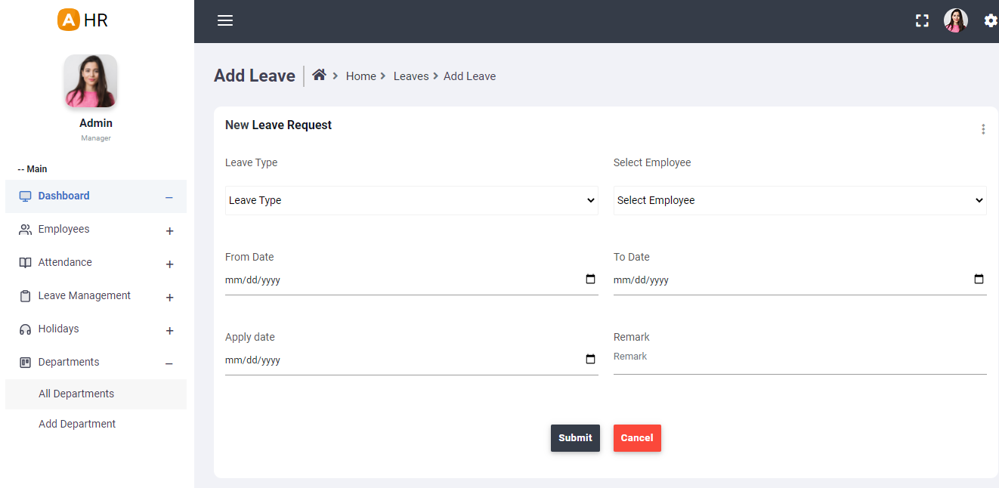 A HR
Admin
Manager
-- Main
Dashboard
Employees
Attendance
Leave Management
Holidays
Departments
All Departments
Add Department
Add Leave
Home
Leaves
Add Leave
New Leave Request
Leave Type
Select Employee
Leave Type
Select Employee
From Date
To Date
mm/dd/yyyy
mm/dd/yyyy
Apply date
Remark
mm/dd/yyyy
Remark
Submit
Cancel